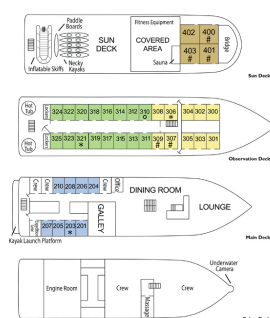 Paddle
Boards
Fitness Equipment
SUN
DECK
COVERED
AREA
402 400
#
403 401
# #
Bridge
Sauna
Inflatable Skiffs
Necky
Kayaks
Sun Deck
Hot
Tub
324 322 320 318 316 314 312 310 308 306
304 302
Hot
Tub
325 323 321 319 317 315 313 311 309 307
305 303 301
Observation Deck
Crew
Crew
210 208 206 204
Crew
Office
DINING ROOM
LOUNGE
GALLEY
207 205 203 201
*
Kayak Launch Platform
Main Deck
Underwater
Camera
Engine Room
Crew
Crew
Massage